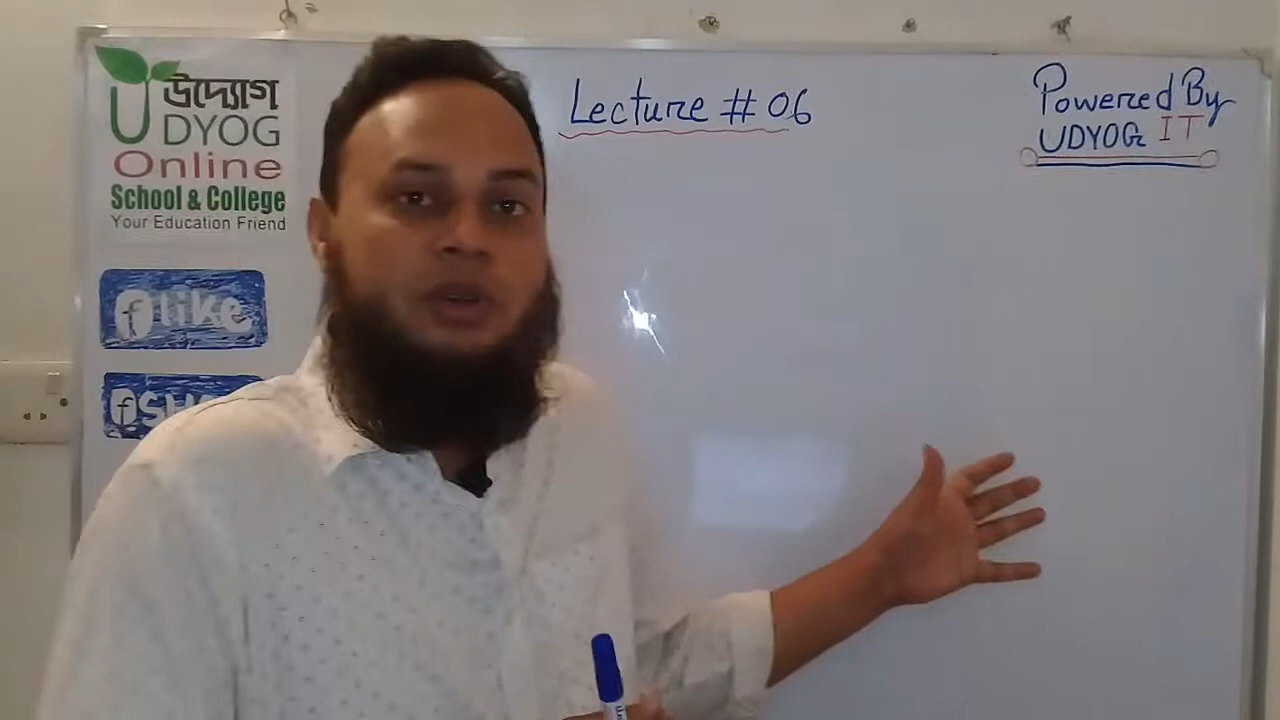 উদ্যোগ
UDYOG
Online
School & College
Your Education Friend
f like
f
Lecture # 06
Powered By
UDYOG IT